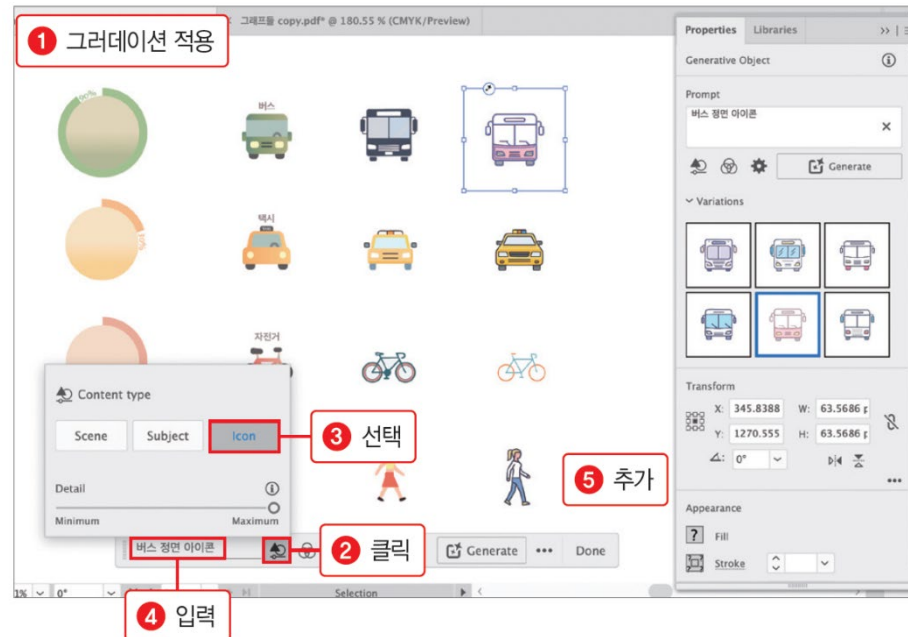 그래프들 copy.pdf* @ 180.55 % (CMYK/Preview)
1 그러데이션 적용
Properties Libraries
Generative Object
Prompt
버스 정면 아이콘
Generate
Variations
버스
택시
자전거
Content type
Scene Subject Icon
3 선택
Detail
Minimum Maximum
5 추가
버스 정면 아이콘
2 클릭
Generate ••• Done
4 입력
1% 0° Selection
Transform
X: 345.8388 W: 63.5686 p
Y: 1270.555 H: 63.5686 p
0°
Appearance
? Fill
Stroke